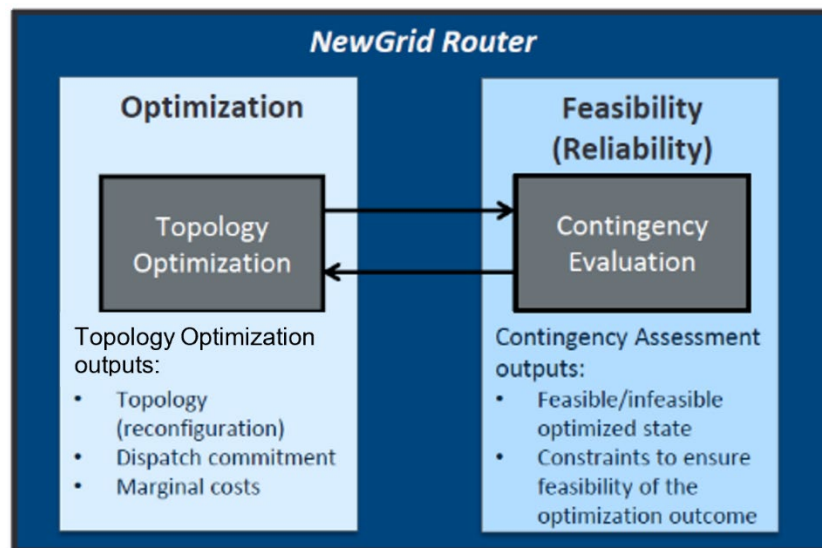 NewGrid Router
Optimization
Topology
Optimization
Topology Optimization
outputs:
• Topology
(reconfiguration)
• Dispatch commitment
• Marginal costs
Feasibility
(Reliability)
Contingency
Evaluation
Contingency Assessment
outputs:
• Feasible/infeasible
optimized state
• Constraints to ensure
feasibility of the
optimization outcome